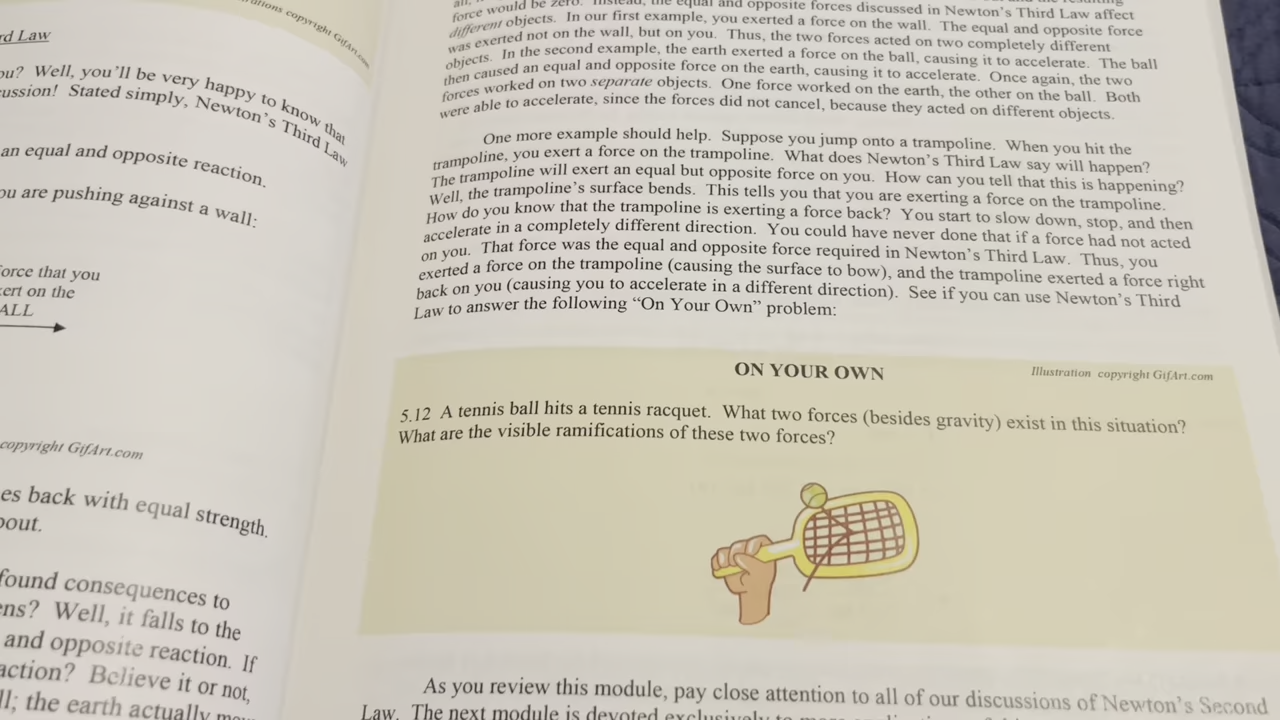 rations copyright GifArt.com
rd Law
ou? Well, you'll be very happy to know that
cussion! Stated simply, Newton's Third Law
an equal and opposite reaction.
ou are pushing against a wall:
force that you
xert on the
ALL
copyright GifArt.com
es back with equal strength.
bout.
found consequences to
ens? Well, it falls to the
and opposite reaction. If
action? Believe it or not,
ll; the earth actually
force would be zero. Instead, the equal and opposite forces discussed in Newton's Third Law affect
different objects. In our first example, you exerted a force on the wall. The equal and opposite force
was exerted not on the wall, but on you. Thus, the two forces acted on two completely different
objects. In the second example, the earth exerted a force on the ball, causing it to accelerate. The ball
then caused an equal and opposite force on the earth, causing it to accelerate. Once again, the two
forces worked on two separate objects. One force worked on the earth, the other on the ball. Both
were able to accelerate, since the forces did not cancel, because they acted on different objects.
One more example should help. Suppose you jump onto a trampoline. When you hit the
trampoline, you exert a force on the trampoline. What does Newton's Third Law say will happen?
The trampoline will exert an equal but opposite force on you. How can you tell that this is happening?
Well, the trampoline's surface bends. This tells you that you are exerting a force on the trampoline.
How do you know that the trampoline is exerting a force back? You start to slow down, stop, and then
accelerate in a completely different direction. You could have never done that if a force had not acted
on you. That force was the equal and opposite force required in Newton's Third Law. Thus, you
exerted a force on the trampoline (causing the surface to bow), and the trampoline exerted a force right
back on you (causing you to accelerate in a different direction). See if you can use Newton's Third
Law to answer the following "On Your Own" problem:
ON YOUR OWN
Illustration copyright GifArt.com
5.12 A tennis ball hits a tennis racquet. What two forces (besides gravity) exist in this situation?
What are the visible ramifications of these two forces?
As you review this module, pay close attention to all of our discussions of Newton's Second
Law. The next module is devoted exclusively to